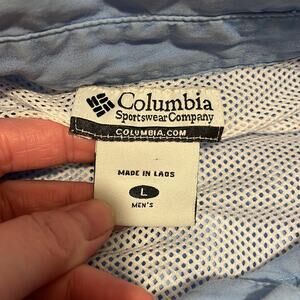 Columbia
Sportswear Company
COLUMBIA.COM
MADE IN LAOS
L
MEN'S